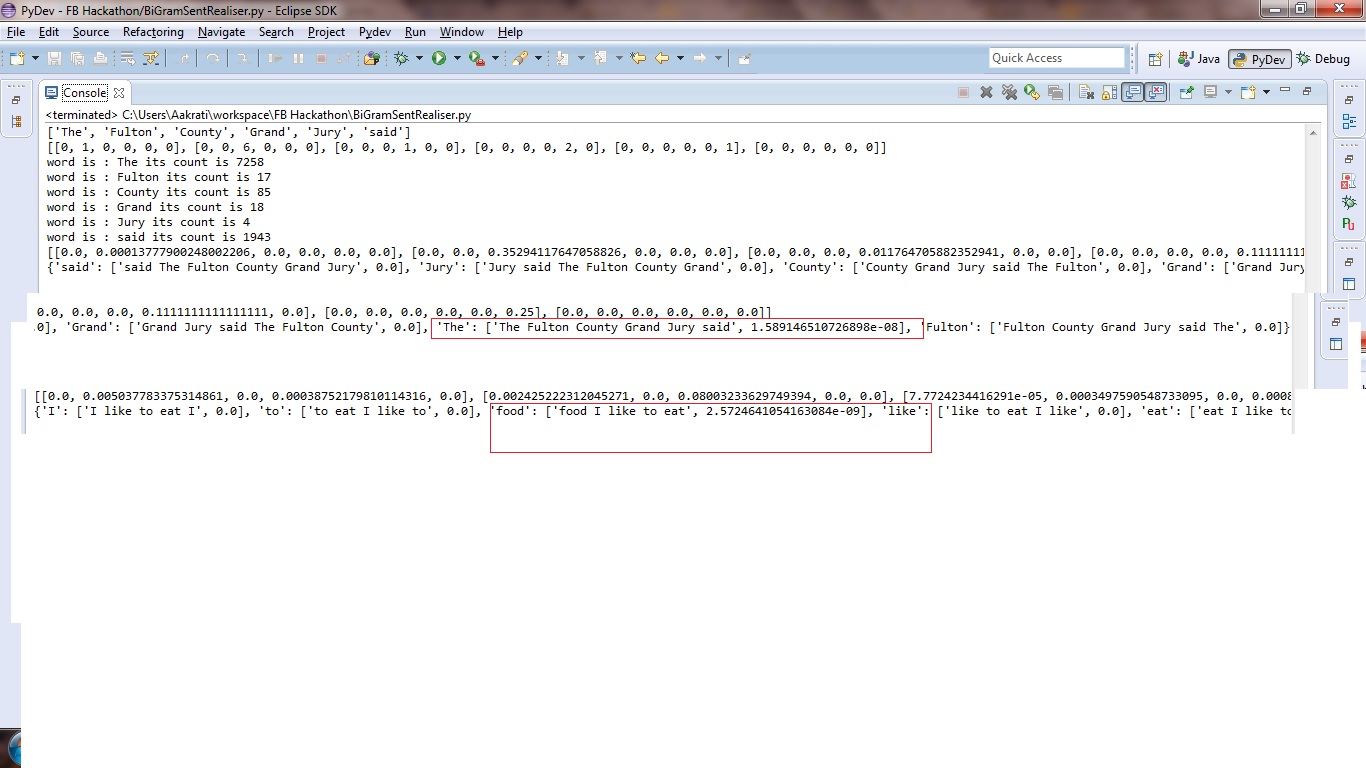 PyDev - FB Hackathon/BiGramSentRealiser.py - Eclipse SDK
File Edit Source Refactoring Navigate Search Project Pydev Run Window Help
Quick Access Java PyDev Debug
Console
<terminated> C:\Users\Aakrati\workspace\FB Hackathon\BiGramSentRealiser.py
['The', 'Fulton', 'County', 'Grand', 'Jury', 'said']
[[0, 1, 0, 0, 0, 0], [0, 0, 6, 0, 0, 0], [0, 0, 0, 1, 0, 0], [0, 0, 0, 0, 2, 0], [0, 0, 0, 0, 0, 1], [0, 0, 0, 0, 0, 0]]
word is : The its count is 7258
word is : Fulton its count is 17
word is : County its count is 85
word is : Grand its count is 18
word is : Jury its count is 4
word is : said its count is 1943
[[0.0, 0.00013777900248002206, 0.0, 0.0, 0.0, 0.0], [0.0, 0.0, 0.35294117647058826, 0.0, 0.0, 0.0], [0.0, 0.0, 0.0, 0.011764705882352941, 0.0, 0.0], [0.0, 0.0, 0.0, 0.0, 0.11111111
{'said': ['said The Fulton County Grand Jury', 0.0], 'Jury': ['Jury said The Fulton County Grand', 0.0], 'County': ['County Grand Jury said The Fulton', 0.0], 'Grand': ['Grand Jury
0.0, 0.0, 0.0, 0.1111111111111111, 0.0], [0.0, 0.0, 0.0, 0.0, 0.0, 0.25], [0.0, 0.0, 0.0, 0.0, 0.0, 0.0]]
.0], 'Grand': ['Grand Jury said The Fulton County', 0.0], 'The': ['The Fulton County Grand Jury said', 1.589146510726898e-08], 'Fulton': ['Fulton County Grand Jury said The', 0.0]}
[[0.0, 0.005037783375314861, 0.0, 0.00038752179810114316, 0.0], [0.002425222312045271, 0.0, 0.08003233629749394, 0.0, 0.0], [7.7724234416291e-05, 0.0003497590548733095, 0.0, 0.0008
{'I': ['I like to eat I', 0.0], 'to': ['to eat I like to', 0.0], 'food': ['food I like to eat', 2.5724641054163084e-09], 'like': ['like to eat I like', 0.0], 'eat': ['eat I like to